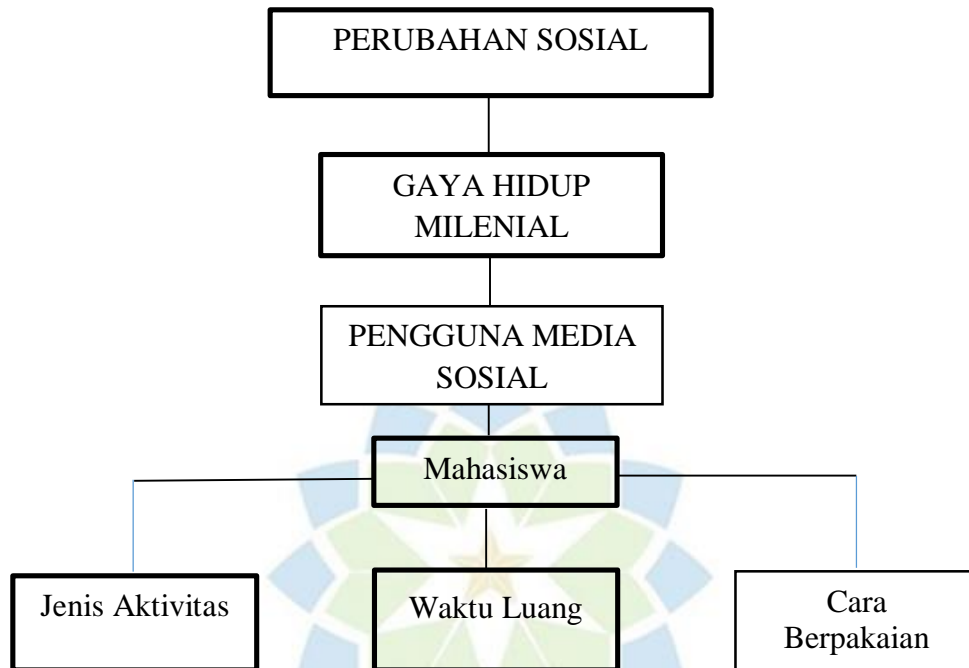 PERUBAHAN SOSIAL
GAYA HIDUP
MILENIAL
PENGGUNA MEDIA
SOSIAL
Mahasiswa
Jenis Aktivitas
Waktu Luang
Cara
Berpakaian